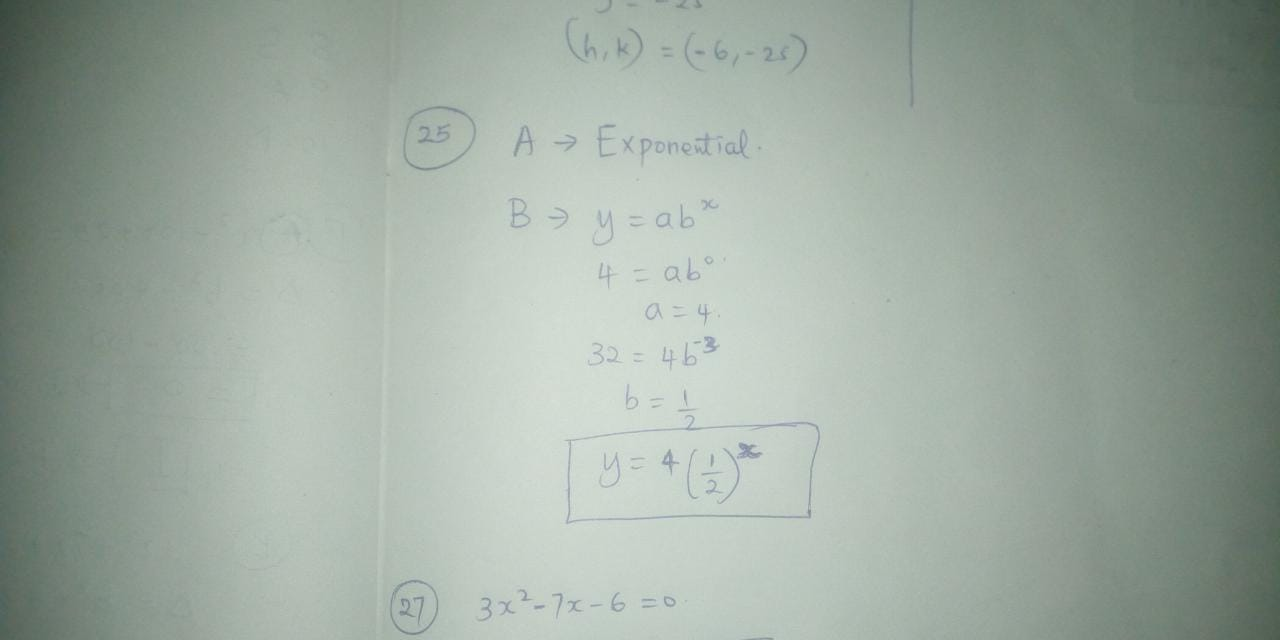 (h,k) = (-6,-25)
25 A → Exponential.
B → y = ab^x
4 = ab^0
a = 4.
32 = 4b^-3
b = 1/2
y = 4(1/2)^x
27 3x²-7x-6 =0.